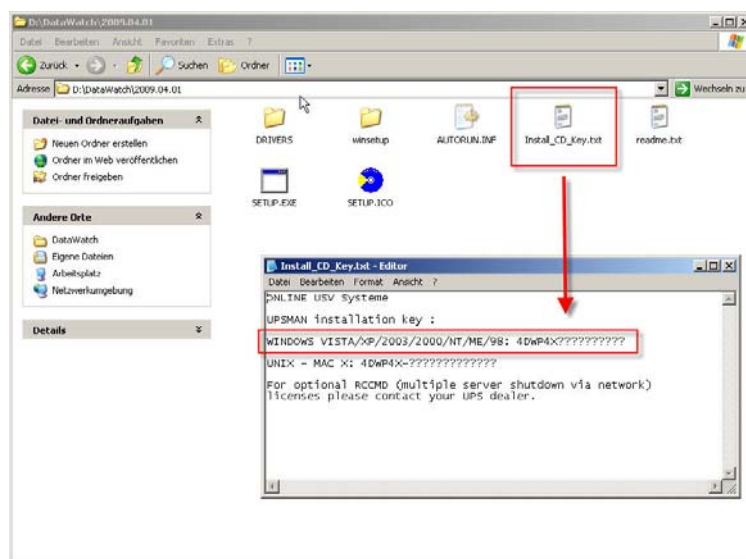 D:\DataWatch\2009.04.01
Datei Bearbeiten Ansicht Favoriten Extras ?
Zurück Suchen Ordner
Adresse D:\DataWatch\2009.04.01 Wechseln zu
Datei- und Ordneraufgaben
Neuen Ordner erstellen
Ordner im Web veröffentlichen
Ordner freigeben
Andere Orte
DataWatch
Eigene Dateien
Arbeitsplatz
Netzwerkumgebung
Details
DRIVERS winsetup AUTORUN.INF Install_CD_Key.txt readme.txt
SETUP.EXE SETUP.ICO
Install_CD_Key.txt - Editor
Datei Bearbeiten Format Ansicht ?
ONLINE USV Systeme
UPSMAN installation key :
WINDOWS VISTA/XP/2003/2000/NT/ME/98: 4DWP4X??????????
UNIX - MAC X: 4DWP4X-?????????????
For optional RCCMD (multiple server shutdown via network)
licenses please contact your UPS dealer.